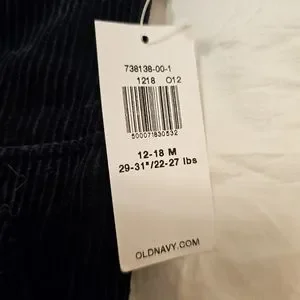 738138-00-1
1218 O12
500071830532
12-18 M
29-31"/22-27 lbs
OLDNAVY.COM